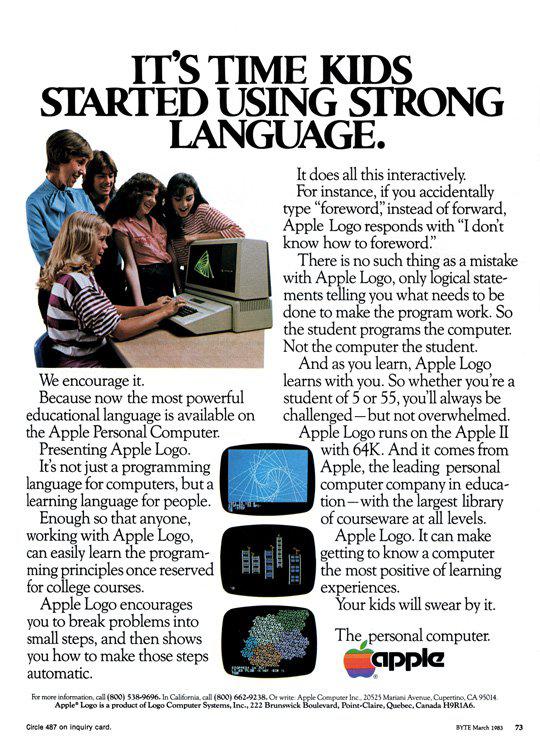 IT'S TIME KIDS
STARTED USING STRONG
LANGUAGE.
We encourage it.
Because now the most powerful
educational language is available on
the Apple Personal Computer.
Presenting Apple Logo.
It's not just a programming
language for computers, but a
learning language for people.
Enough so that anyone,
working with Apple Logo,
can easily learn the program-
ming principles once reserved
for college courses.
Apple Logo encourages
you to break problems into
small steps, and then shows
you how to make those steps
automatic.
It does all this interactively.
For instance, if you accidentally
type “foreword,” instead of forward,
Apple Logo responds with “I don't
know how to foreword.”
There is no such thing as a mistake
with Apple Logo, only logical state-
ments telling you what needs to be
done to make the program work. So
the student programs the computer.
Not the computer the student.
And as you learn, Apple Logo
learns with you. So whether you're a
student of 5 or 55, you'll always be
challenged—but not overwhelmed.
Apple Logo runs on the Apple II
with 64K. And it comes from
Apple, the leading personal
computer company in educa-
tion—with the largest library
of courseware at all levels.
Apple Logo. It can make
getting to know a computer
the most positive of learning
experiences.
Your kids will swear by it.
The personal computer.
apple
For more information, call (800) 538-9696. In California, call (800) 662-9238. Or write: Apple Computer Inc., 20525 Mariani Avenue, Cupertino, CA 95014.
Apple® Logo is a product of Logo Computer Systems, Inc., 222 Brunswick Boulevard, Point-Claire, Quebec, Canada H9R1A6.
Circle 487 on inquiry card.
BYTE March 1983 73